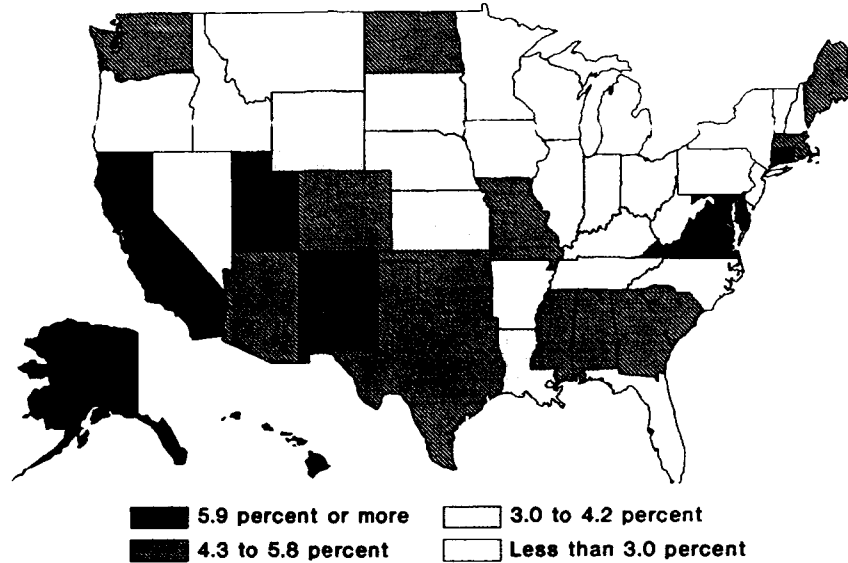 5.9 percent or more
3.0 to 4.2 percent
4.3 to 5.8 percent
Less than 3.0 percent